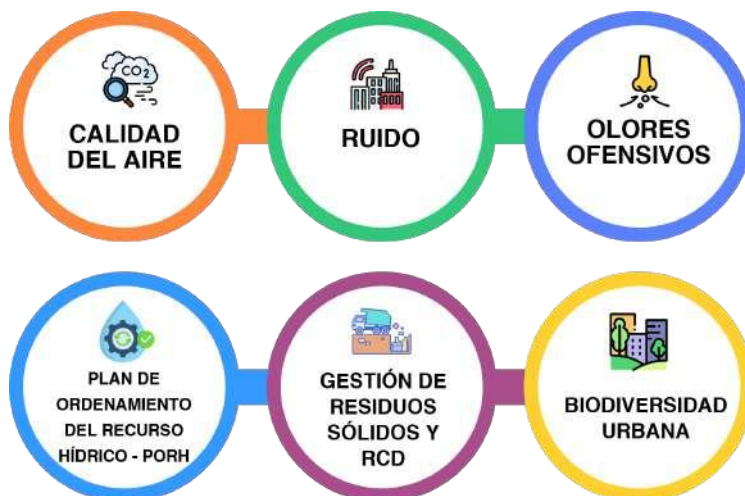 CO2
CALIDAD
DEL AIRE
RUIDO
OLORES
OFENSIVOS
PLAN DE
ORDENAMIENTO
DEL RECURSO
HÍDRICO - PORH
GESTIÓN DE
RESIDUOS
SÓLIDOS Y
RCD
BIODIVERSIDAD
URBANA